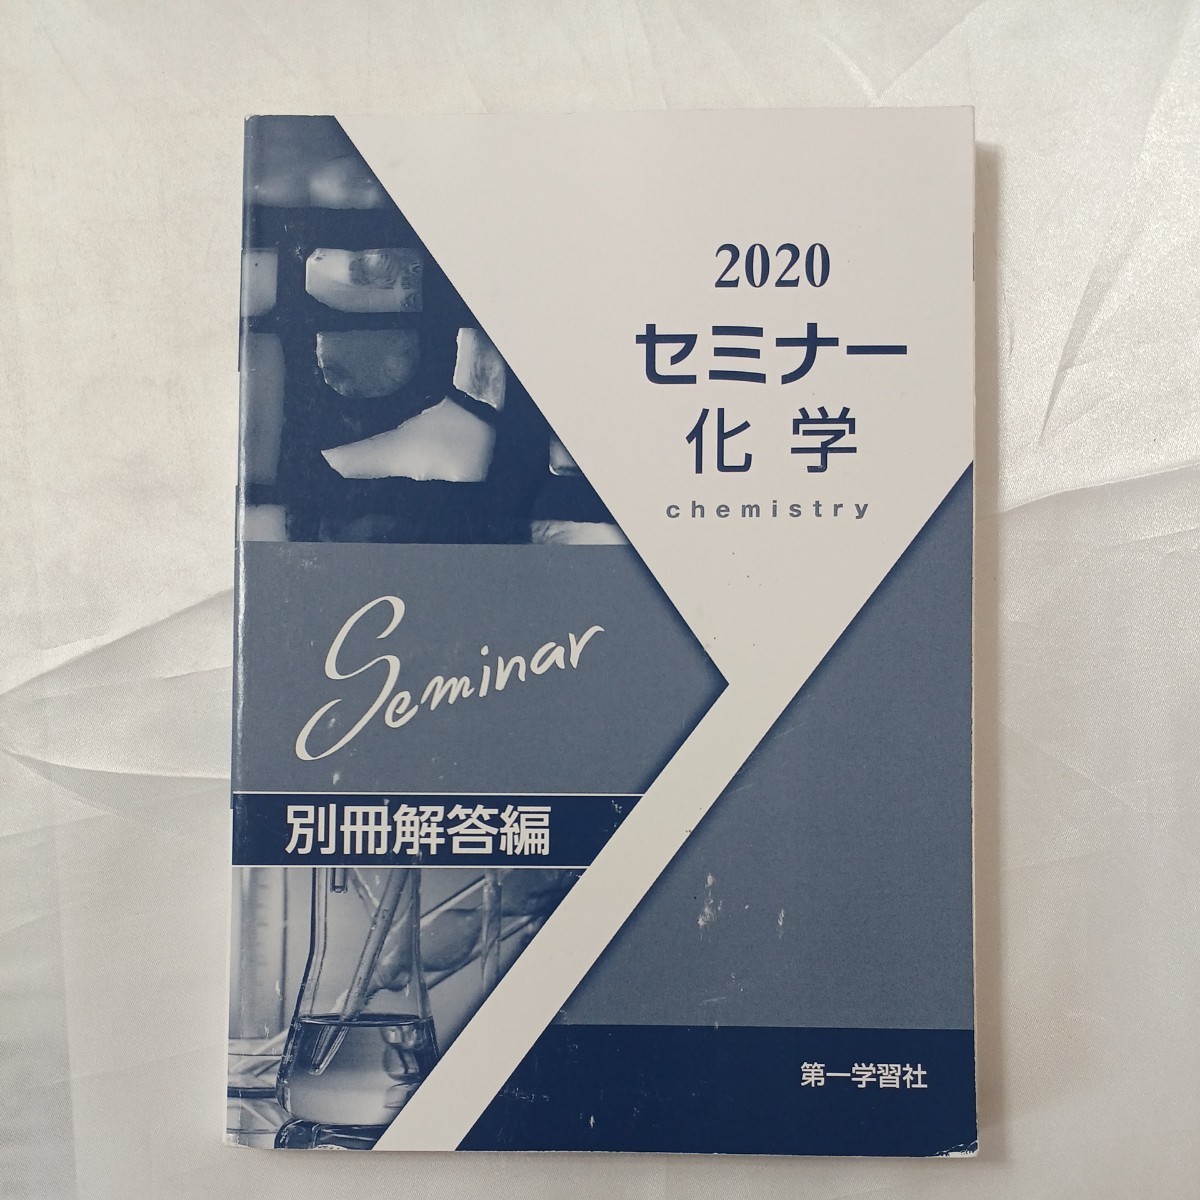 2020
セミナー
化学
chemistry
Seminar
別冊解答編
第一学習社